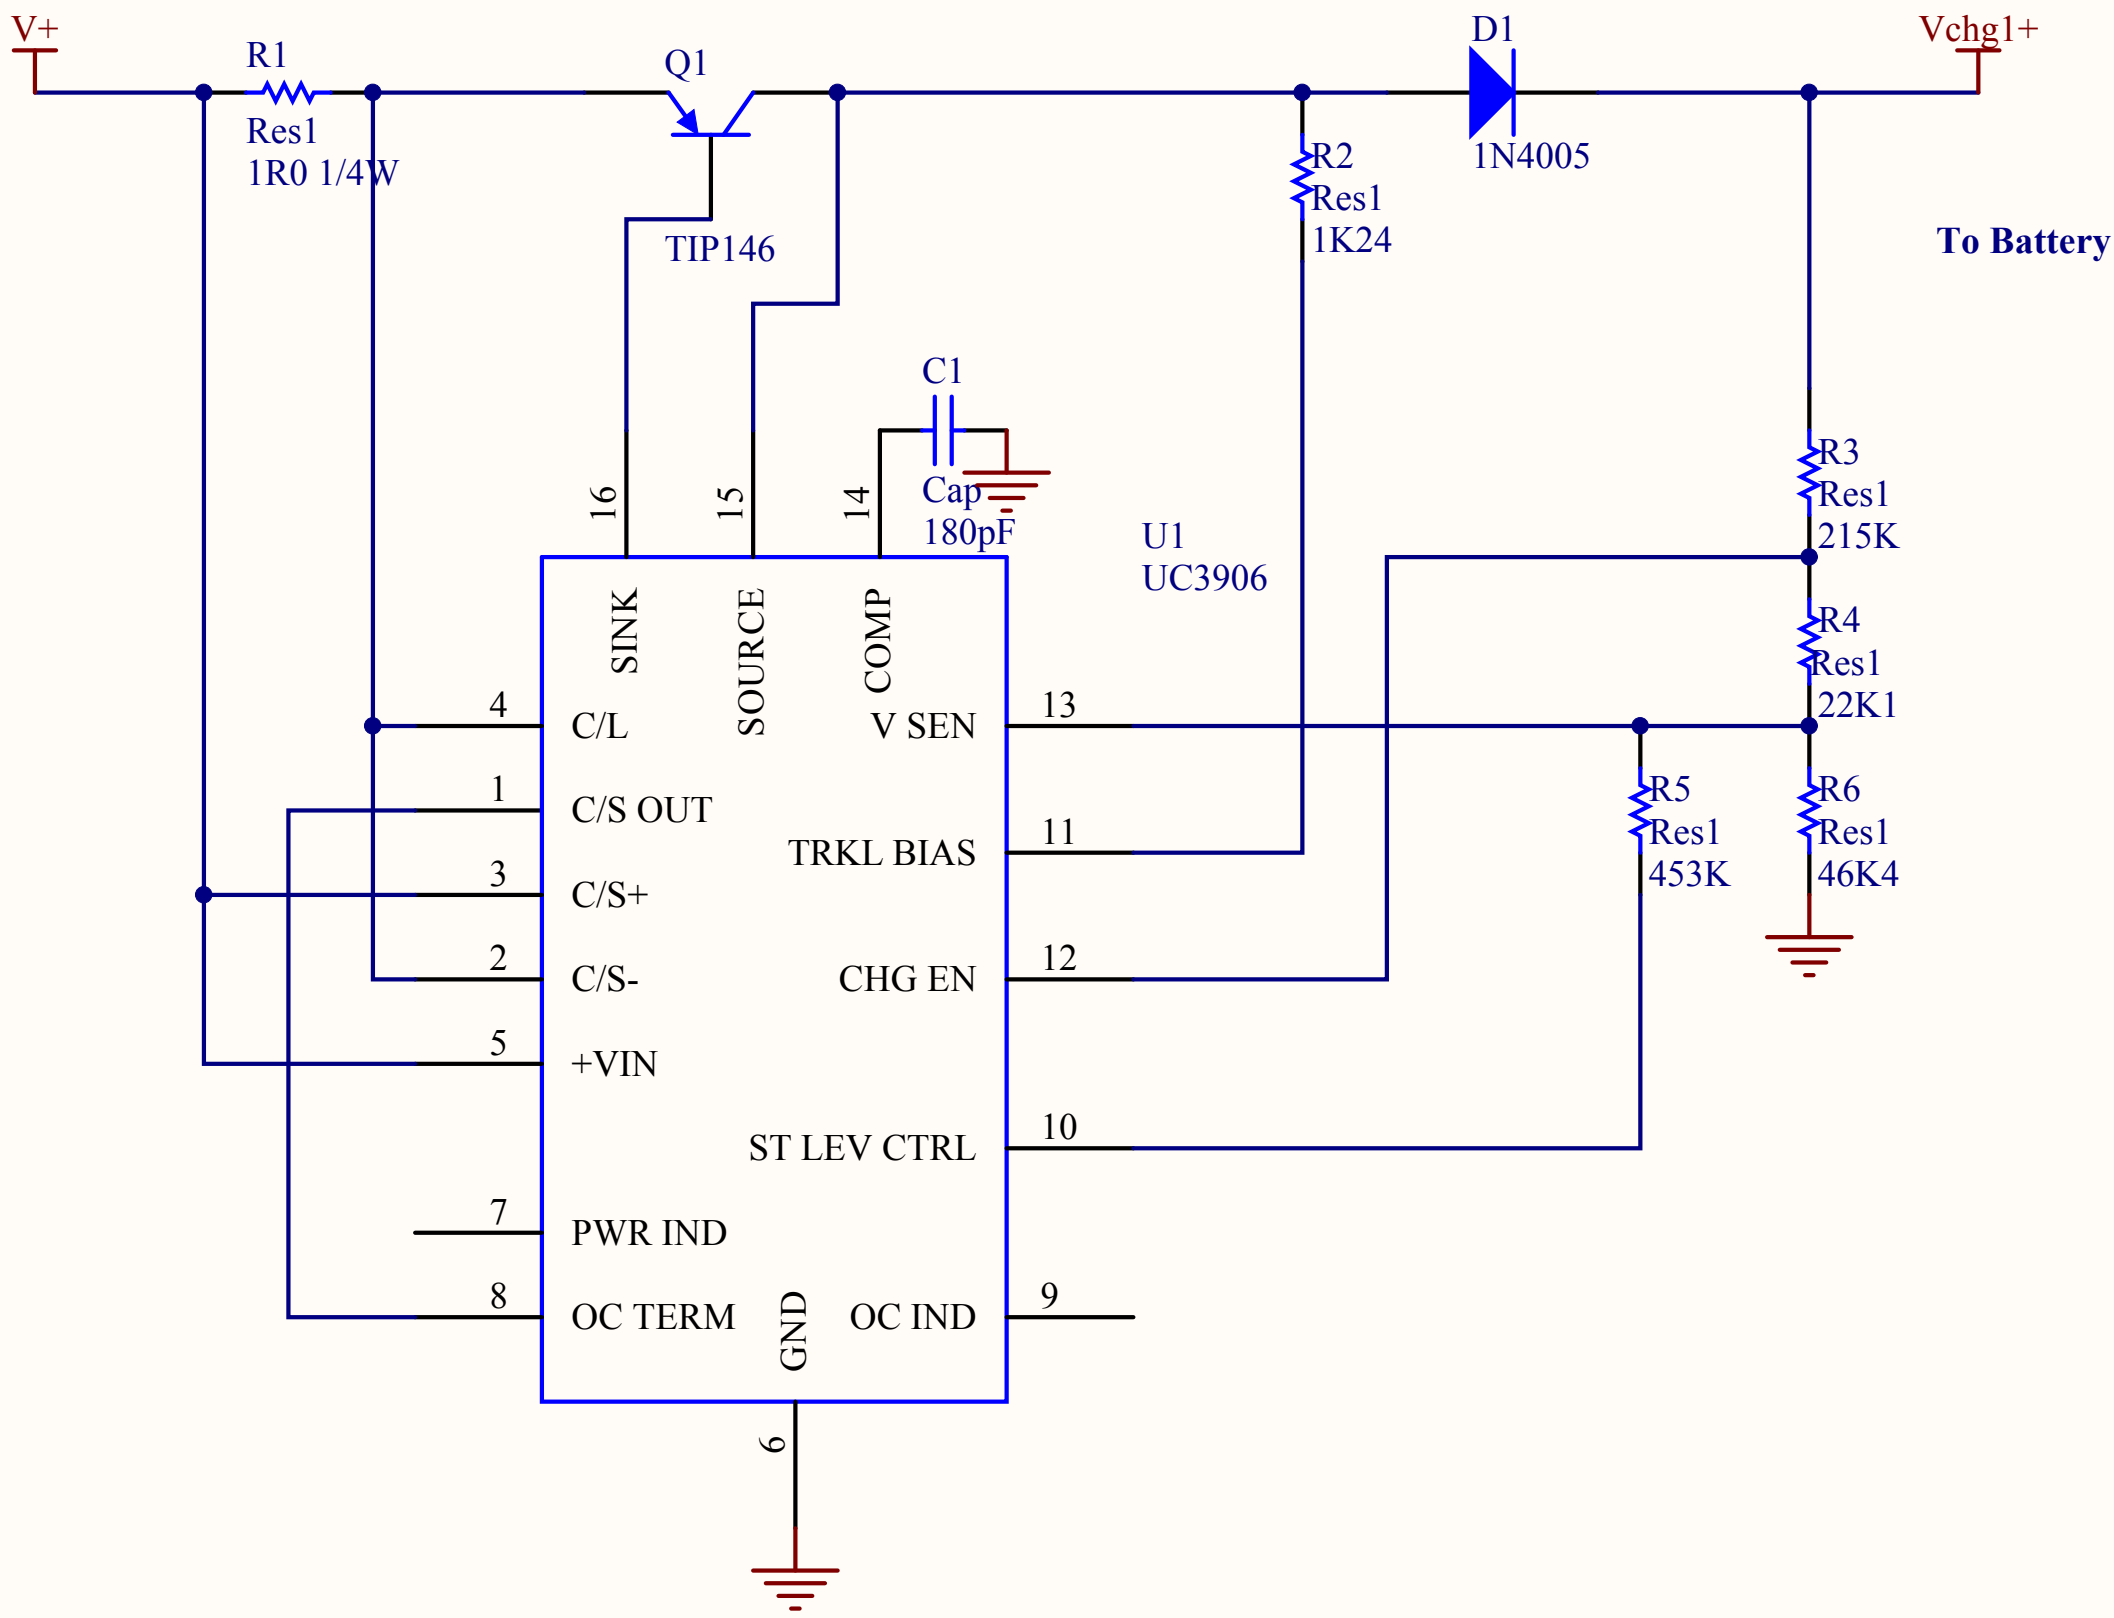 V+
R1
Res1
1R0 1/4W
Q1
TIP146
D1
1N4005
Vchg1+
R2
Res1
1K24
To Battery
C1
Cap
180pF
16
15
14
U1
UC3906
R3
Res1
215K
R4
Res1
22K1
SINK
SOURCE
COMP
4
C/L
V SEN
13
1
C/S OUT
TRKL BIAS
11
3
C/S+
R5
Res1
453K
R6
Res1
46K4
2
C/S-
CHG EN
12
5
+VIN
ST LEV CTRL
10
7
PWR IND
8
OC TERM
GND
OC IND
9
6